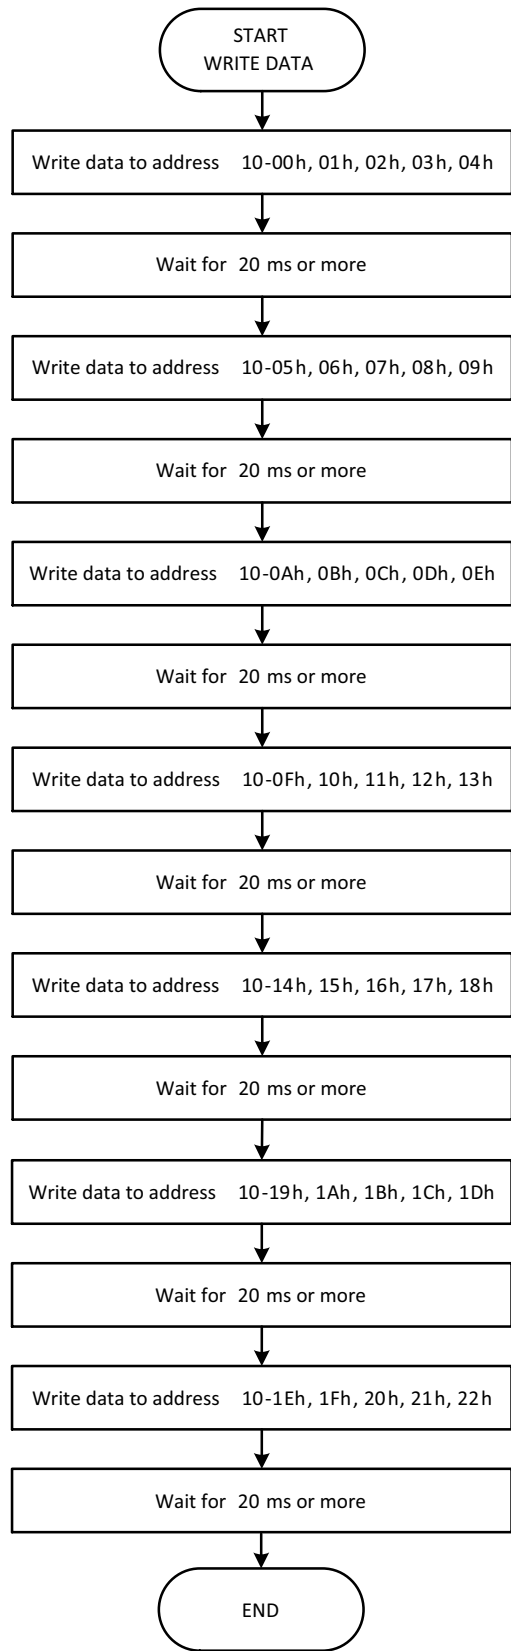 START
WRITE DATA
Write data to address 10-00h, 01h, 02h, 03h, 04h
Wait for 20 ms or more
Write data to address 10-05h, 06h, 07h, 08h, 09h
Wait for 20 ms or more
Write data to address 10-0Ah, 0Bh, 0Ch, 0Dh, 0Eh
Wait for 20 ms or more
Write data to address 10-0Fh, 10h, 11h, 12h, 13h
Wait for 20 ms or more
Write data to address 10-14h, 15h, 16h, 17h, 18h
Wait for 20 ms or more
Write data to address 10-19h, 1Ah, 1Bh, 1Ch, 1Dh
Wait for 20 ms or more
Write data to address 10-1Eh, 1Fh, 20h, 21h, 22h
Wait for 20 ms or more
END